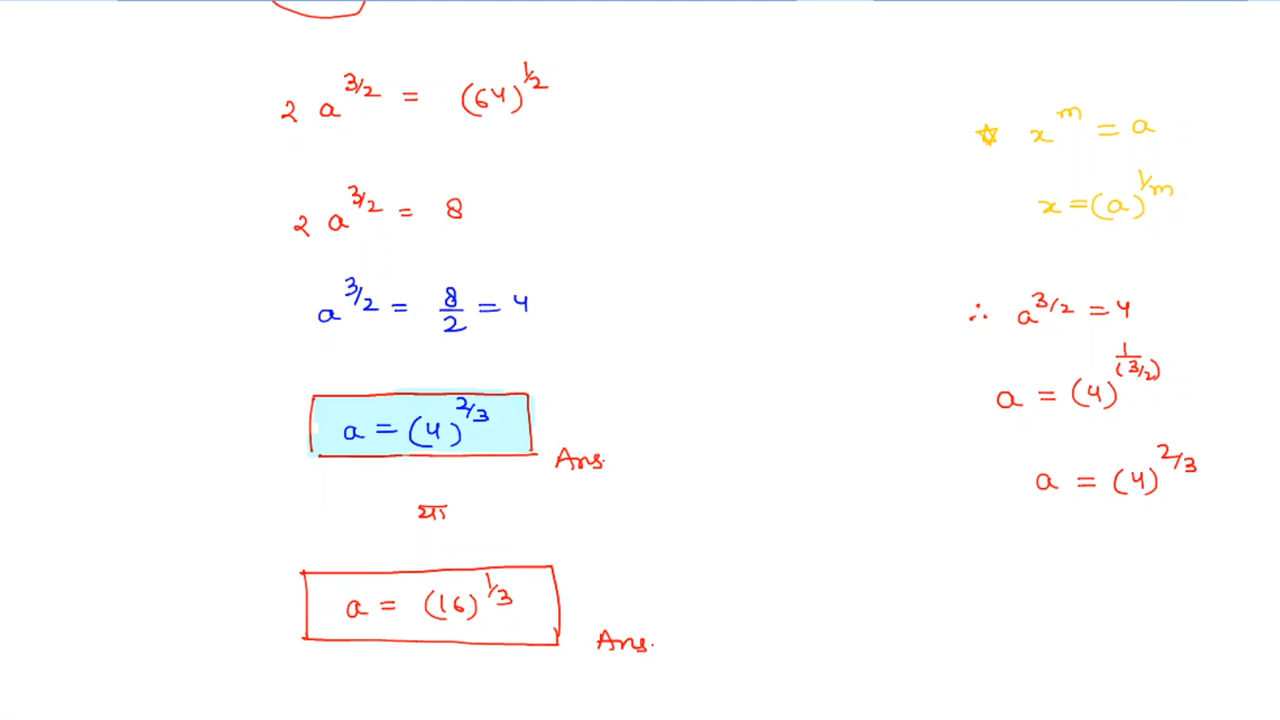 2 a^3/2 = (64)^1/2
2 a^3/2 = 8
a^3/2 = 8/2 = 4
a = (4)^2/3
Ans.
या
a = (16)^1/3
Ans.
☆ x^m = a
x = (a)^1/m
∴ a^3/2 = 4
a = (4)^1/(3/2)
a = (4)^2/3